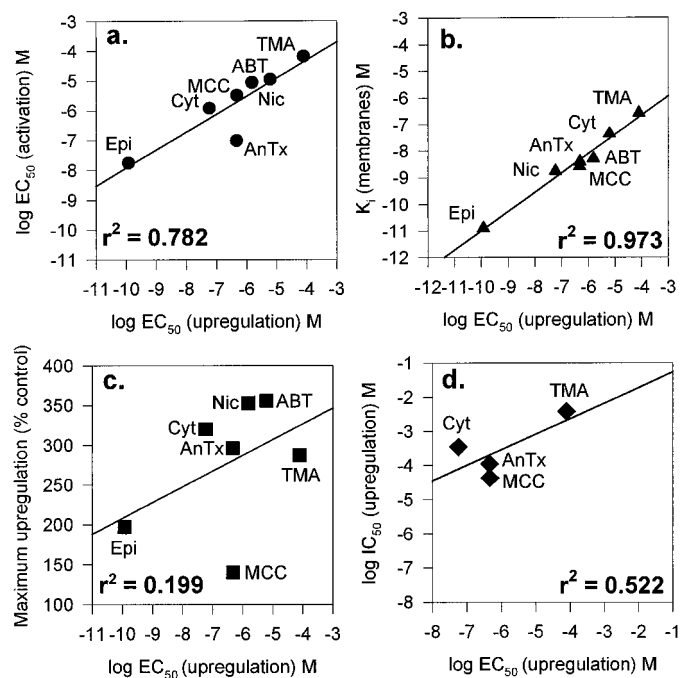 a.
log EC50 (activation) M
-3
-4
-5
-6
-7
-8
-9
-10
-11
TMA
ABT
MCC
Cyt
Nic
AnTx
Epi
r2 = 0.782
-11 -10 -9 -8 -7 -6 -5 -4 -3
log EC50 (upregulation) M
b.
Ki (membranes) M
-3
-4
-5
-6
-7
-8
-9
-10
-11
-12
TMA
Cyt
AnTx
ABT
Nic
MCC
Epi
r2 = 0.973
-12 -11 -10 -9 -8 -7 -6 -5 -4 -3
log EC50 (upregulation) M
c.
Maximum upregulation (% control)
400
350
300
250
200
150
100
Nic
ABT
Cyt
AnTx
TMA
Epi
MCC
r2 = 0.199
-11 -10 -9 -8 -7 -6 -5 -4 -3
log EC50 (upregulation) M
d.
log IC50 (upregulation) M
-1
-2
-3
-4
-5
-6
-7
-8
TMA
Cyt
AnTx
MCC
r2 = 0.522
-8 -7 -6 -5 -4 -3 -2 -1
log EC50 (upregulation) M